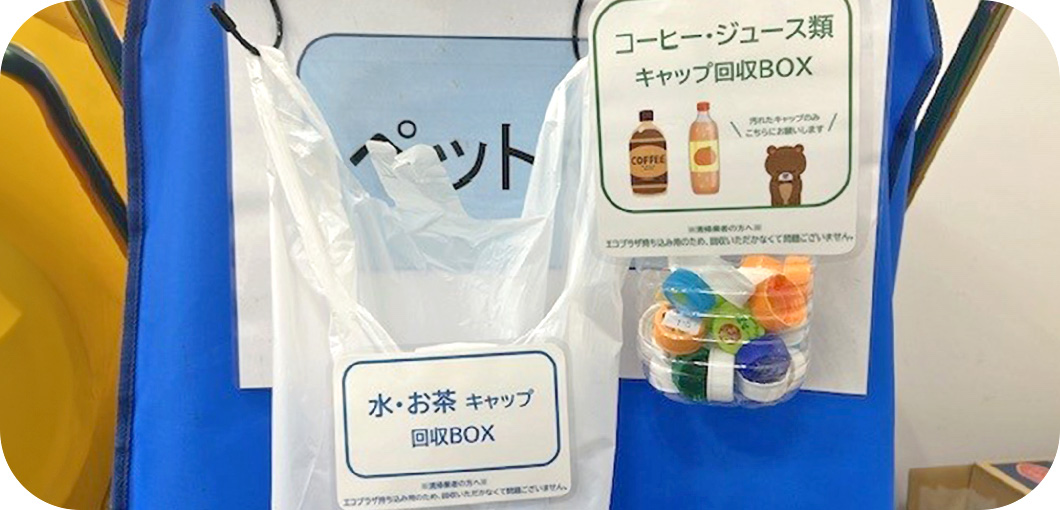 ペット
コーヒー・ジュース類
キャップ回収BOX
汚れたキャップのみ
こちらにお願いします
COFFEE
※清掃業者の方へ※
エコプラザ持ち込み用のため、回収いただかなくて問題ございません。
水・お茶 キャップ
回収BOX
※清掃業者の方へ※
エコプラザ持ち込み用のため、回収いただかなくて問題ございません。